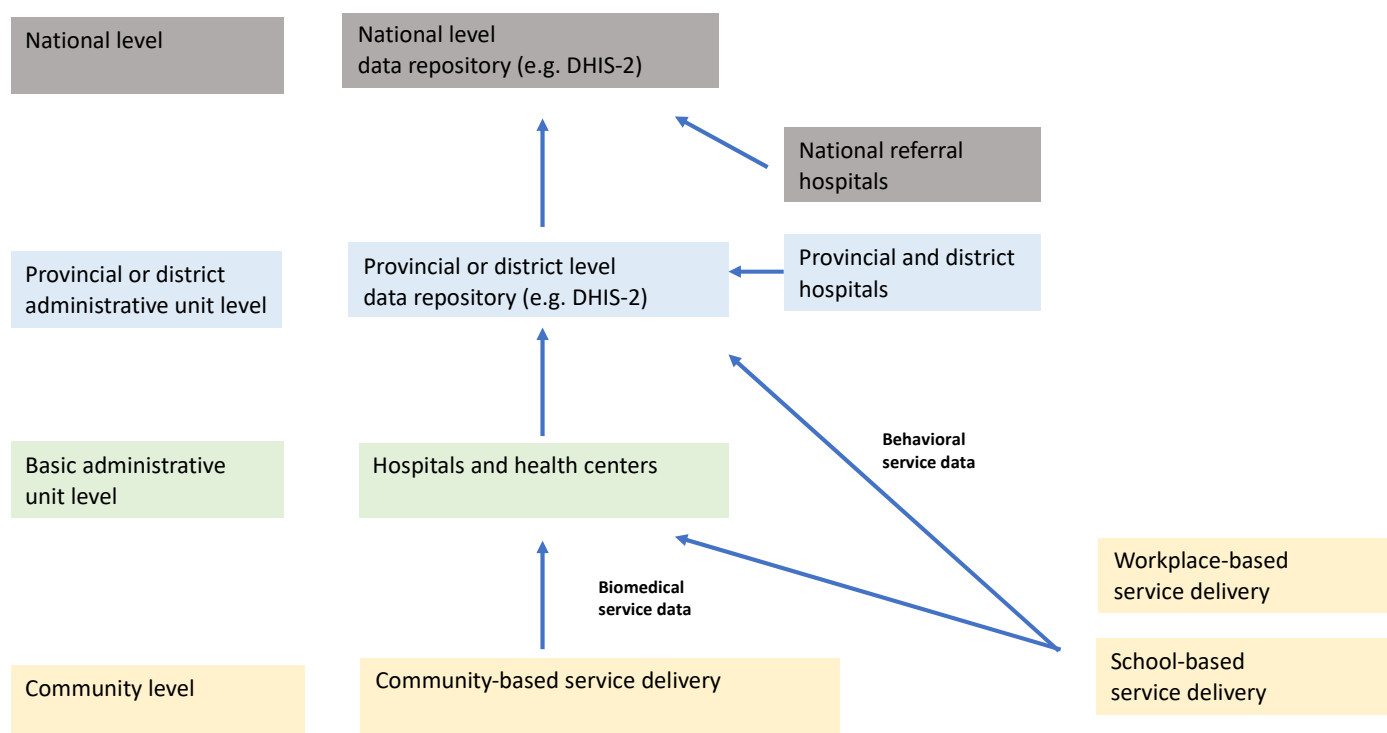 National level
National level
data repository (e.g. DHIS-2)
National referral
hospitals
Provincial or district
administrative unit level
Provincial or district level
data repository (e.g. DHIS-2)
Provincial and district
hospitals
Basic administrative
unit level
Hospitals and health centers
Behavioral
service data
Biomedical
service data
Workplace-based
service delivery
School-based
service delivery
Community level
Community-based service delivery